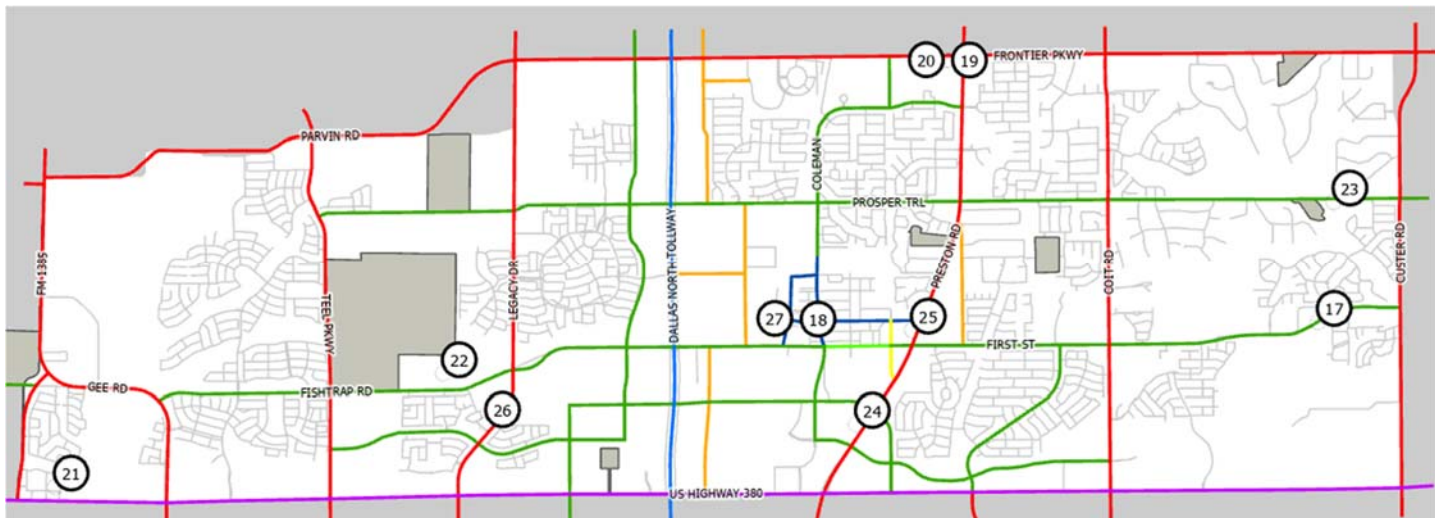 20
19
FRONTIER PKWY
PARVIN RD
COLEMAN
23
PROSPER TRL
FM 1385
TEEL PKWY
LEGACY DR
DALLAS NORTH TOLLWAY
PRESTON RD
COIT RD
CUSTER RD
17
27
18
25
FIRST ST
22
GEE RD
FISHTRAP RD
26
24
21
US HIGHWAY 380